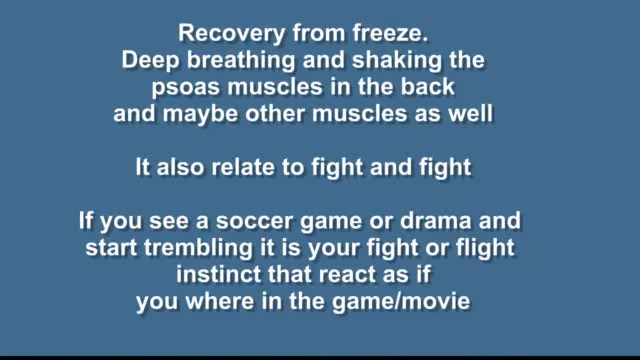 Recovery from freeze.
Deep breathing and shaking the
psoas muscles in the back
and maybe other muscles as well
It also relate to fight and fight
If you see a soccer game or drama and
start trembling it is your fight or flight
instinct that react as if
you where in the game/movie